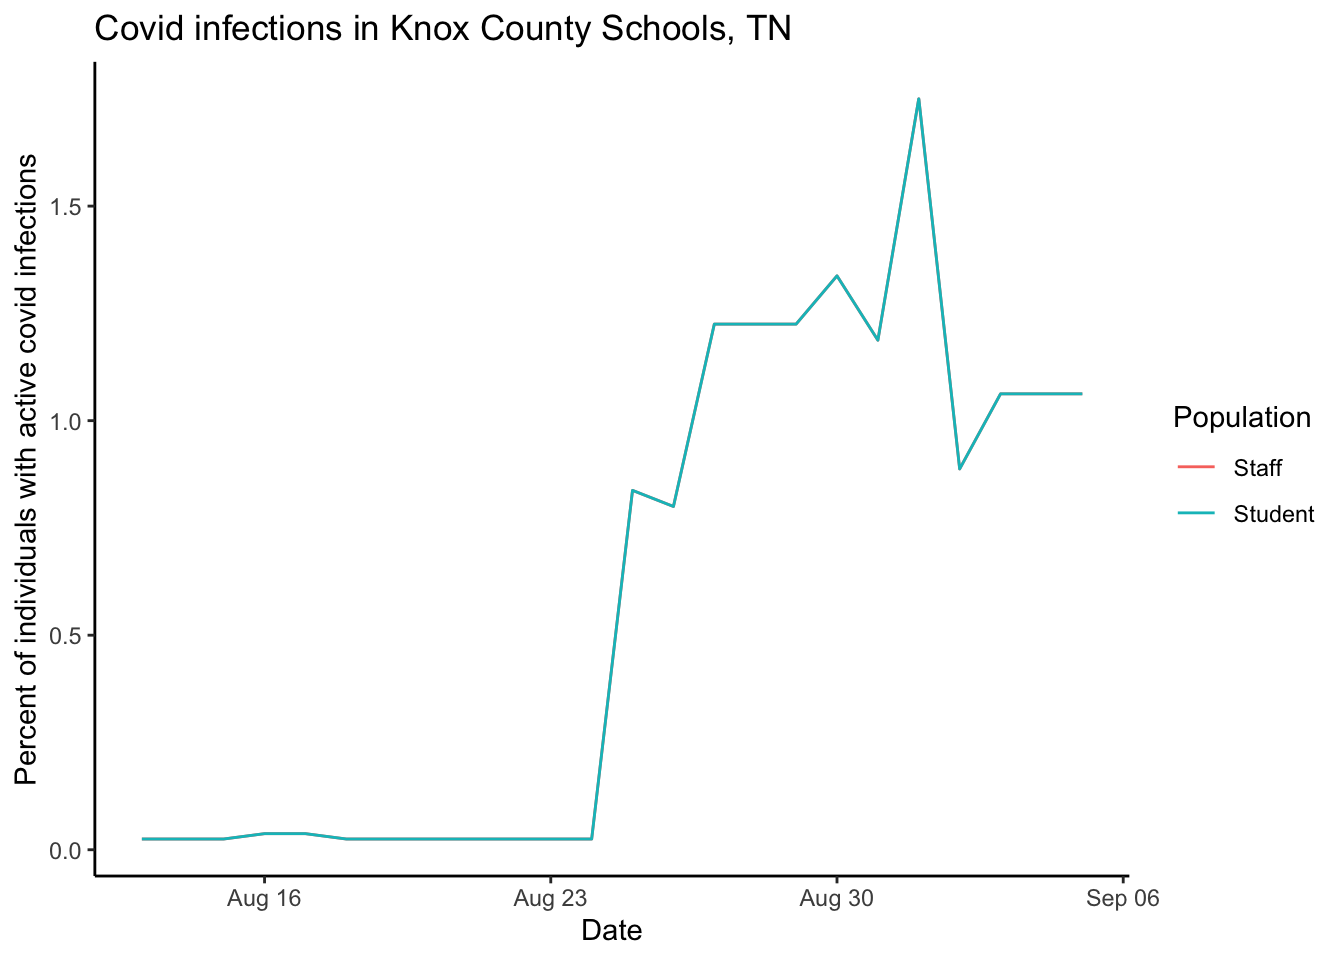 Covid infections in Knox County Schools, TN
Percent of individuals with active covid infections
1.5
1.0
0.5
0.0
Aug 16
Aug 23
Aug 30
Sep 06
Date
Population
Staff
Student